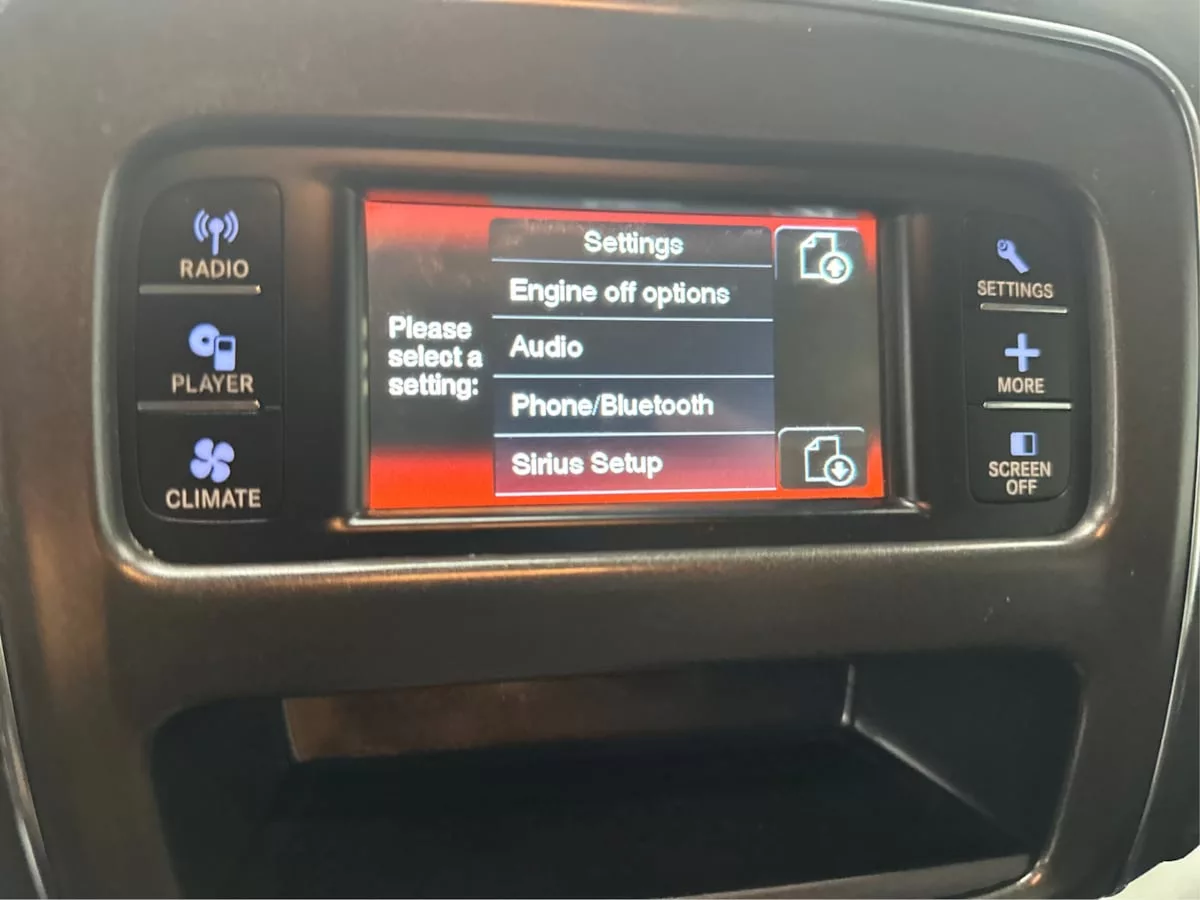 RADIO
PLAYER
CLIMATE
Please
select a
setting:
Settings
Engine off options
Audio
Phone/Bluetooth
Sirius Setup
SETTINGS
MORE
SCREEN
OFF